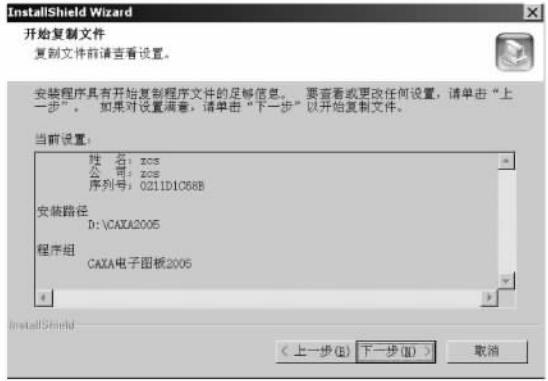 InstallShield Wizard
开始复制文件
复制文件前请查看设置。
安装程序具有开始复制程序文件的足够信息。 要查看或更改任何设置，请单击“上
一步”。 如果对设置满意，请单击“下一步”以开始复制文件。
当前设置：
姓 名：zcs
公 司：zcs
序列号：0211D1C68B
安装路径
D:\CAXA2005
程序组
CAXA电子图板2005
InstallShield
< 上一步(B) 下一步(N) > 取消